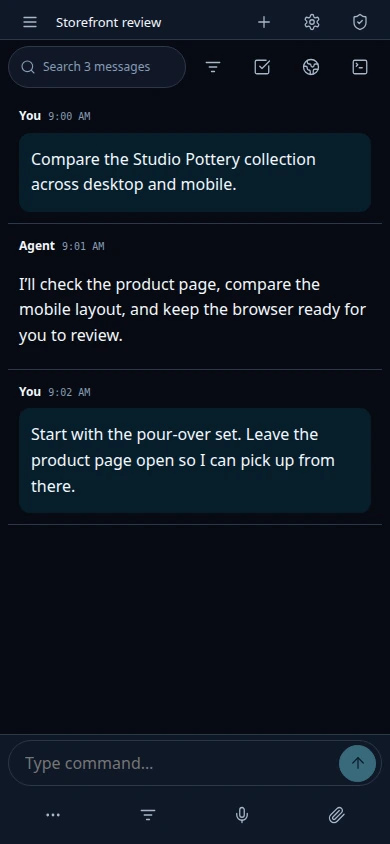 Storefront review
Search 3 messages
You 9:00 AM
Compare the Studio Pottery collection
across desktop and mobile.
Agent 9:01 AM
I'll check the product page, compare the
mobile layout, and keep the browser ready for
you to review.
You 9:02 AM
Start with the pour-over set. Leave the
product page open so I can pick up from
there.
Type command...